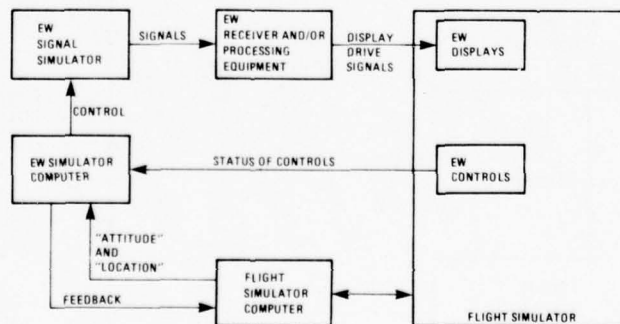 EW
SIGNAL
SIMULATOR
SIGNALS
EW
RECEIVER AND/OR
PROCESSING
EQUIPMENT
DISPLAY
DRIVE
SIGNALS
EW
DISPLAYS
CONTROL
EW SIMULATOR
COMPUTER
STATUS OF CONTROLS
EW
CONTROLS
"ATTITUDE"
AND
"LOCATION"
FEEDBACK
FLIGHT
SIMULATOR
COMPUTER
FLIGHT SIMULATOR